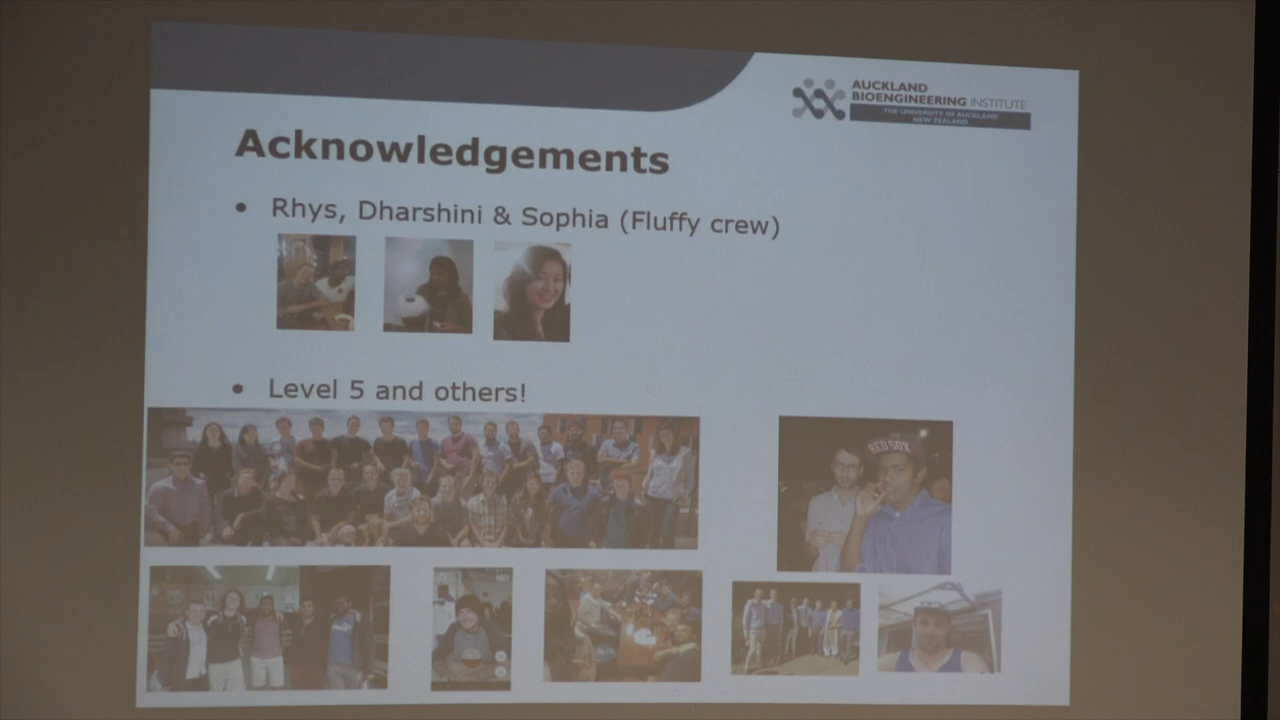 AUCKLAND
BIOENGINEERING INSTITUTE
THE UNIVERSITY OF AUCKLAND
NEW ZEALAND
Acknowledgements
• Rhys, Dharshini & Sophia (Fluffy crew)
• Level 5 and others!
RED SOX